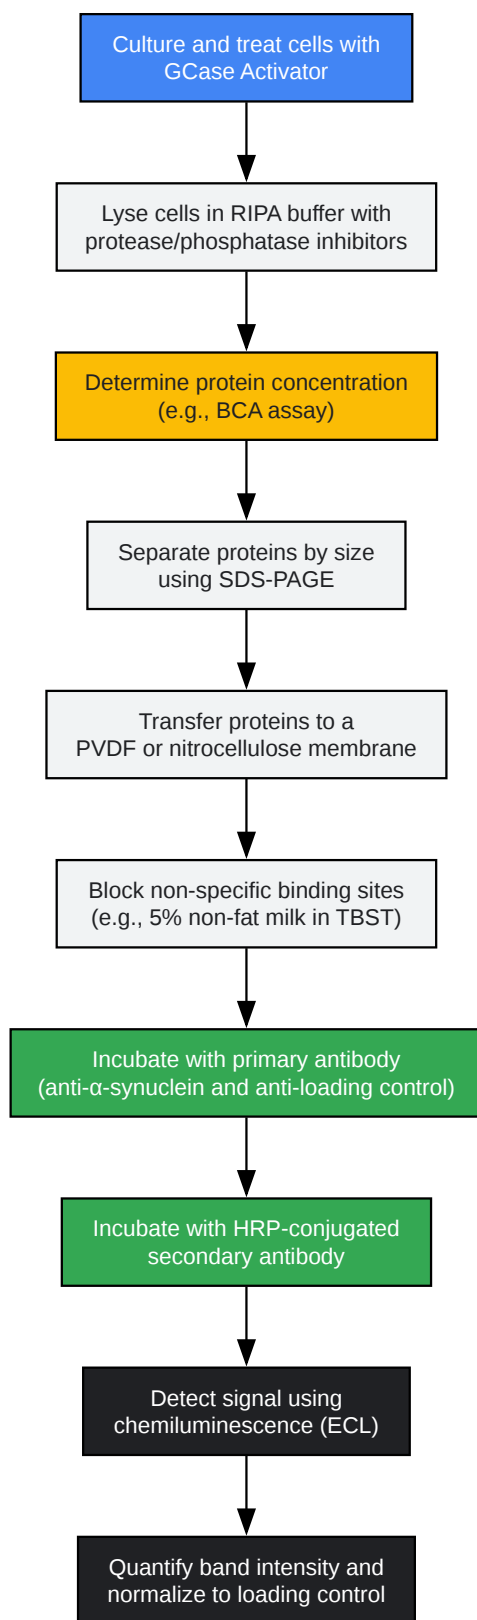 Culture and treat cells with
GCase Activator
Lyse cells in RIPA buffer with
protease/phosphatase inhibitors
Determine protein concentration
(e.g., BCA assay)
Separate proteins by size
using SDS-PAGE
Transfer proteins to a
PVDF or nitrocellulose membrane
Block non-specific binding sites
(e.g., 5% non-fat milk in TBST)
Incubate with primary antibody
(anti-α-synuclein and anti-loading control)
Incubate with HRP-conjugated
secondary antibody
Detect signal using
chemiluminescence (ECL)
Quantify band intensity and
normalize to loading control